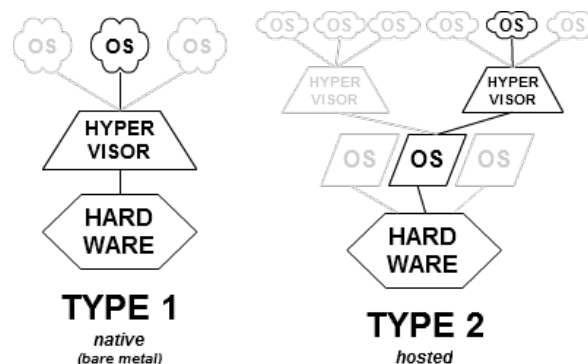 OS OS OS
HYPER
VISOR
HARD
WARE
TYPE 1
native
(bare metal)
OS OS OS OS OS OS
HYPER
VISOR
HYPER
VISOR
OS OS OS
HARD
WARE
TYPE 2
hosted